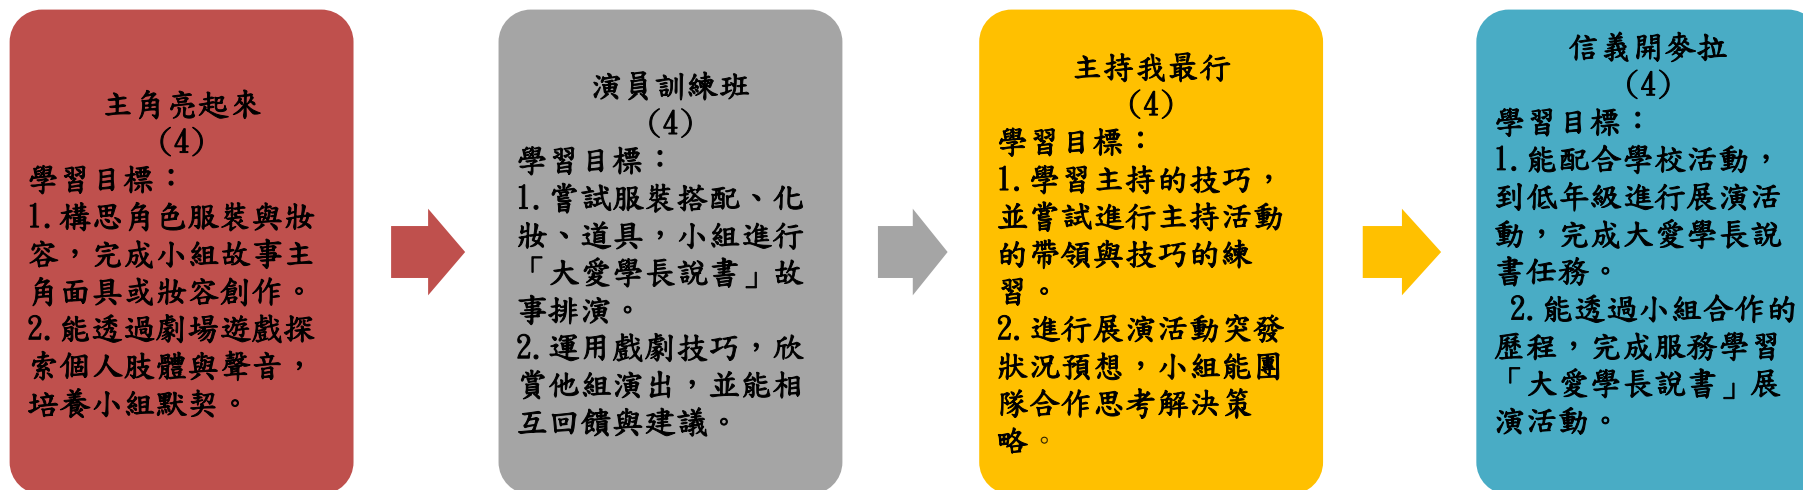 主角亮起來
(4)
學習目標：
1.構思角色服裝與妝
容，完成小組故事主
角面具或妝容創作。
2.能透過劇場遊戲探
索個人肢體與聲音，
培養小組默契。
演員訓練班
(4)
學習目標：
1.嘗試服裝搭配、化
妝、道具，小組進行
「大愛學長說書」故
事排演。
2.運用戲劇技巧，欣
賞他組演出，並能相
互回饋與建議。
主持我最行
(4)
學習目標：
1.學習主持的技巧，
並嘗試進行主持活動
的帶領與技巧的練
習。
2.進行展演活動突發
狀況預想，小組能團
隊合作思考解決策
略。
信義開麥拉
(4)
學習目標：
1.能配合學校活動，
到低年級進行展演活
動，完成大愛學長說
書任務。
2.能透過小組合作的
歷程，完成服務學習
「大愛學長說書」展
演活動。